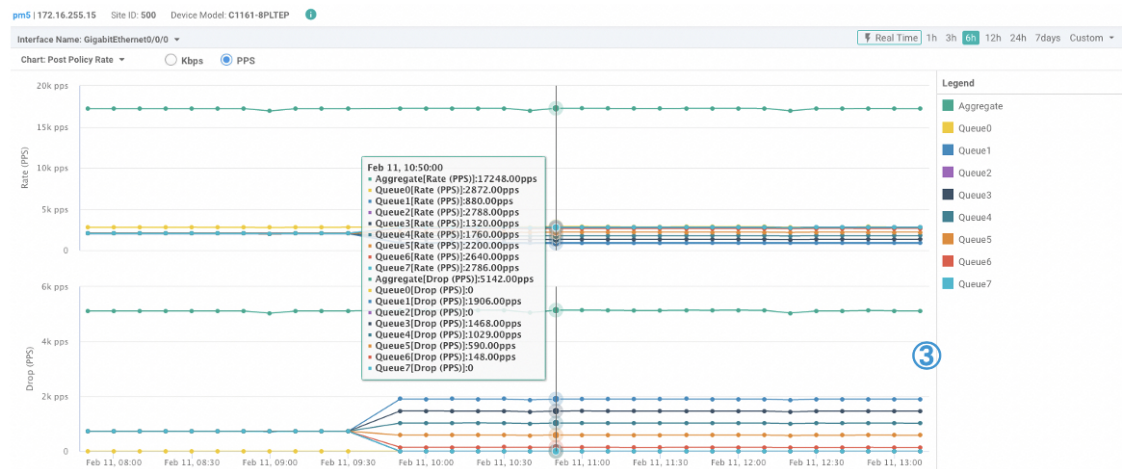 pm5 | 172.16.255.15 Site ID: 500 Device Model: C1161-8PLTEP i
Interface Name: GigabitEthernet0/0/0
Real Time 1h 3h 6h 12h 24h 7days Custom
Chart: Post Policy Rate Kbps PPS
Legend
Aggregate
Queue0
Queue1
Queue2
Queue3
Queue4
Queue5
Queue6
Queue7
Rate (PPS)
20k pps
15k pps
10k pps
5k pps
0
Feb 11, 10:50:00
Aggregate[Rate (PPS)]:17248.00pps
Queue0[Rate (PPS)]:2872.00pps
Queue1[Rate (PPS)]:880.00pps
Queue2[Rate (PPS)]:2788.00pps
Queue3[Rate (PPS)]:1320.00pps
Queue4[Rate (PPS)]:1760.00pps
Queue5[Rate (PPS)]:2200.00pps
Queue6[Rate (PPS)]:2640.00pps
Queue7[Rate (PPS)]:2786.00pps
Aggregate[Drop (PPS)]:5142.00pps
Queue0[Drop (PPS)]:0
Queue1[Drop (PPS)]:1906.00pps
Queue2[Drop (PPS)]:0
Queue3[Drop (PPS)]:1468.00pps
Queue4[Drop (PPS)]:1029.00pps
Queue5[Drop (PPS)]:590.00pps
Queue6[Drop (PPS)]:148.00pps
Queue7[Drop (PPS)]:0
Drop (PPS)
6k pps
4k pps
2k pps
0
3
Feb 11, 08:00 Feb 11, 08:30 Feb 11, 09:00 Feb 11, 09:30 Feb 11, 10:00 Feb 11, 10:30 Feb 11, 11:00 Feb 11, 11:30 Feb 11, 12:00 Feb 11, 12:30 Feb 11, 13:00